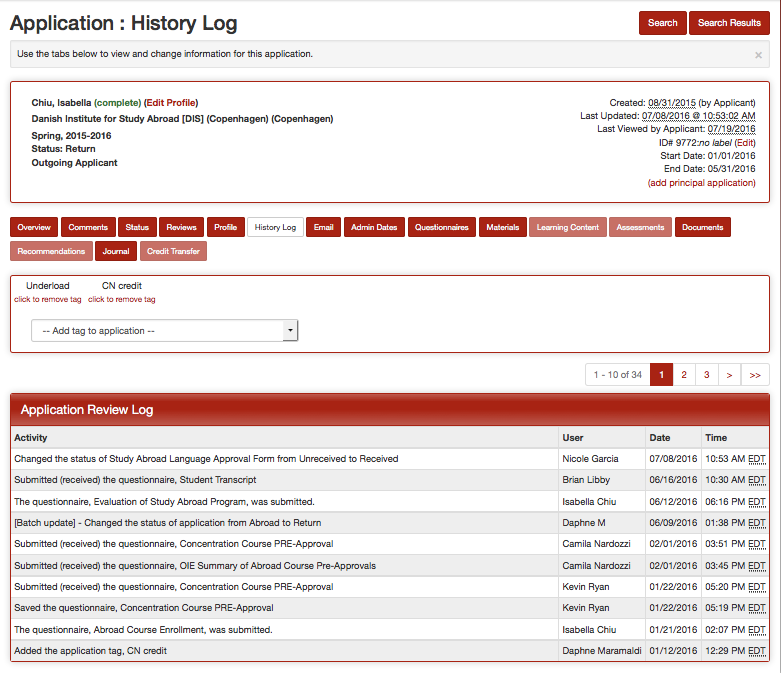 Application : History Log
Search
Search Results
Use the tabs below to view and change information for this application.
×
Chiu, Isabella (complete) (Edit Profile)
Danish Institute for Study Abroad [DIS] (Copenhagen) (Copenhagen)
Spring, 2015-2016
Status: Return
Outgoing Applicant
Created: 08/31/2015 (by Applicant)
Last Updated: 07/08/2016 @ 10:53:02 AM
Last Viewed by Applicant: 07/19/2016
ID# 9772:no label (Edit)
Start Date: 01/01/2016
End Date: 05/31/2016
(add principal application)
Overview Comments Status Reviews Profile History Log Email Admin Dates Questionnaires Materials Learning Content Assessments Documents
Recommendations Journal Credit Transfer
Underload CN credit
click to remove tag click to remove tag
-- Add tag to application --
1 - 10 of 34 1 2 3 > >>
Application Review Log
Activity User Date Time
Changed the status of Study Abroad Language Approval Form from Unreceived to Received Nicole Garcia 07/08/2016 10:53 AM EDT
Submitted (received) the questionnaire, Student Transcript Brian Libby 06/16/2016 10:30 AM EDT
The questionnaire, Evaluation of Study Abroad Program, was submitted. Isabella Chiu 06/12/2016 06:16 PM EDT
[Batch update] - Changed the status of application from Abroad to Return Daphne M 06/09/2016 01:38 PM EDT
Submitted (received) the questionnaire, Concentration Course PRE-Approval Camila Nardozzi 02/01/2016 03:51 PM EDT
Submitted (received) the questionnaire, OIE Summary of Abroad Course Pre-Approvals Camila Nardozzi 02/01/2016 03:45 PM EDT
Submitted (received) the questionnaire, Concentration Course PRE-Approval Kevin Ryan 01/22/2016 05:20 PM EDT
Saved the questionnaire, Concentration Course PRE-Approval Kevin Ryan 01/22/2016 05:19 PM EDT
The questionnaire, Abroad Course Enrollment, was submitted. Isabella Chiu 01/21/2016 02:07 PM EDT
Added the application tag, CN credit Daphne Maramaldi 01/12/2016 12:29 PM EDT